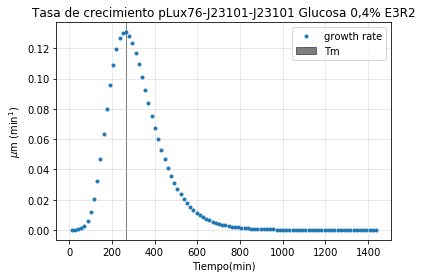 Tasa de crecimiento pLux76-J23101-J23101 Glucosa 0,4% E3R2
growth rate
Tm
μm (min¹)
0.12
0.10
0.08
0.06
0.04
0.02
0.00
0 200 400 600 800 1000 1200 1400
Tiempo(min)